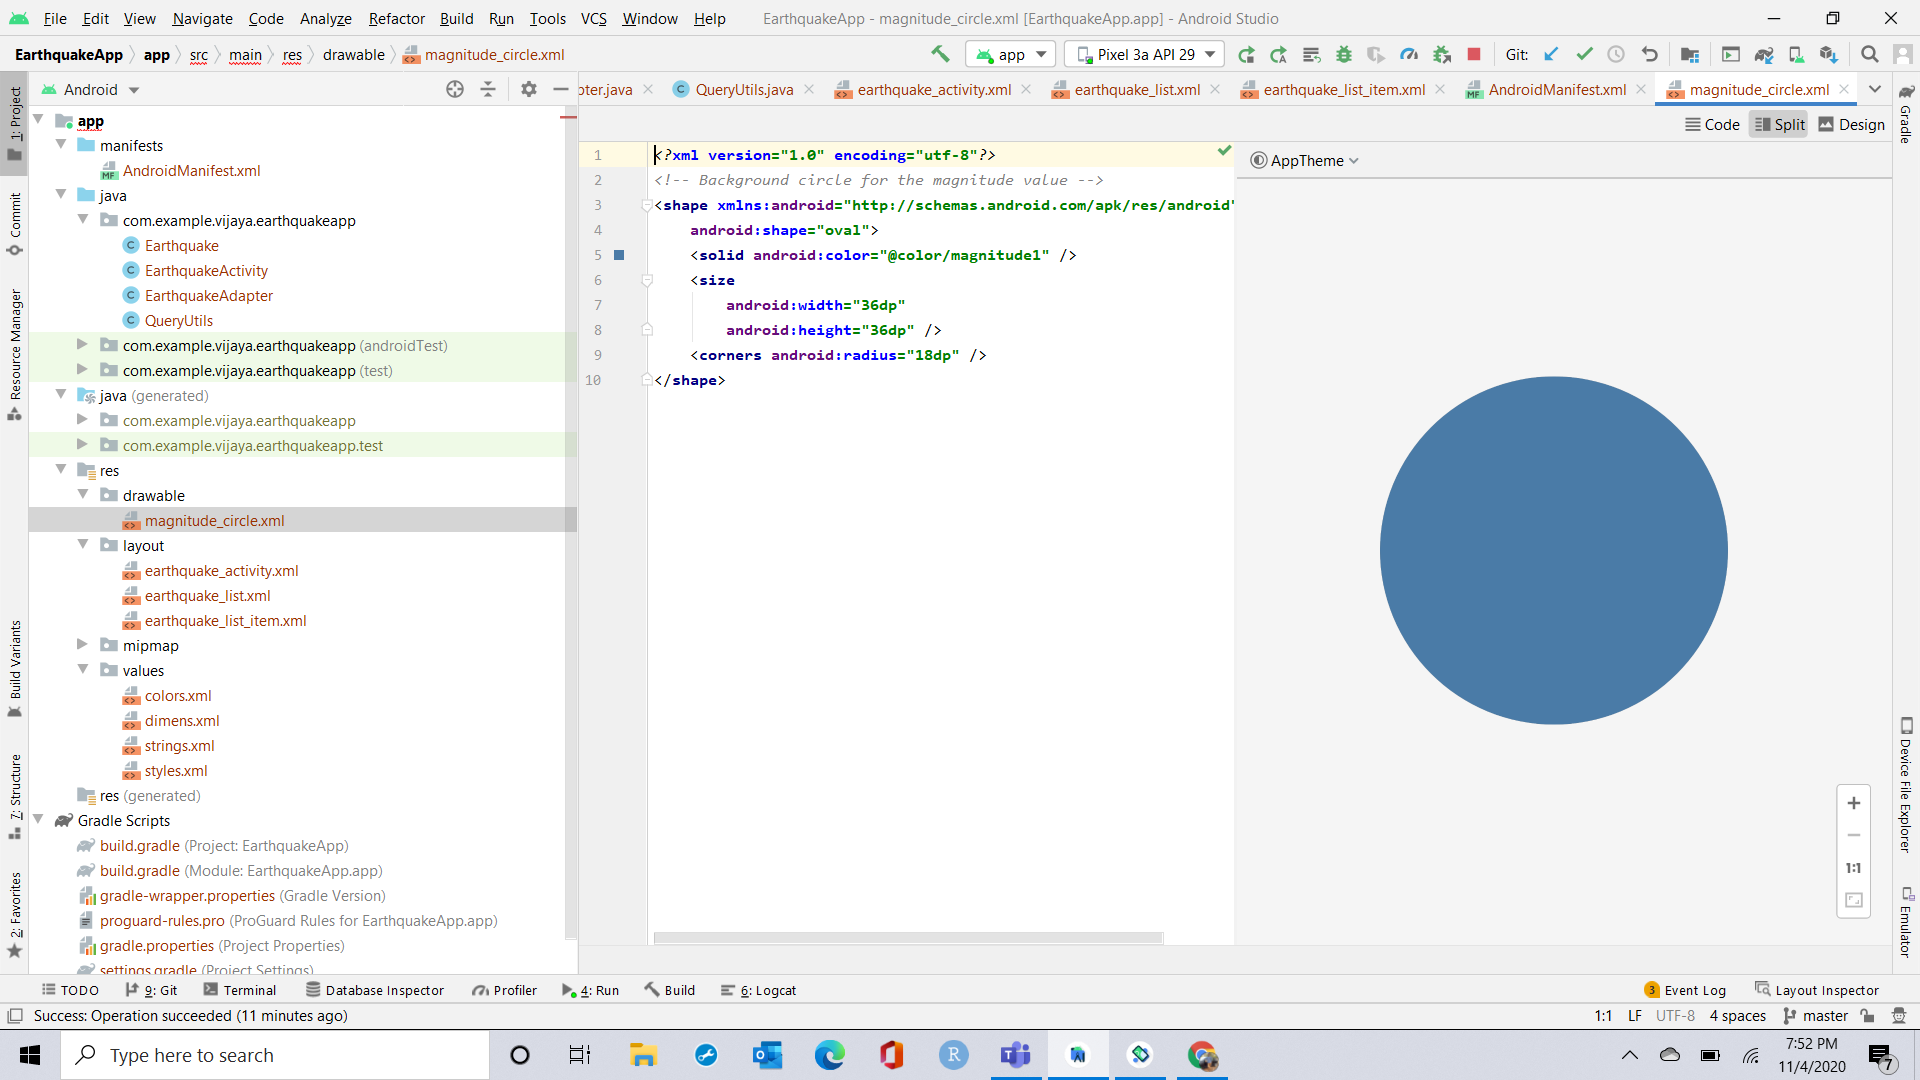 File Edit View Navigate Code Analyze Refactor Build Run Tools VCS Window Help EarthquakeApp - magnitude_circle.xml [EarthquakeApp.app] - Android Studio
EarthquakeApp app src main res drawable magnitude_circle.xml app Pixel 3a API 29 Git:
Android
pter.java QueryUtils.java earthquake_activity.xml earthquake_list.xml earthquake_list_item.xml AndroidManifest.xml magnitude_circle.xml
Code Split Design
AppTheme
1: Project
Commit
Resource Manager
Build Variants
7: Structure
2: Favorites
app
manifests
AndroidManifest.xml
java
com.example.vijaya.earthquakeapp
Earthquake
EarthquakeActivity
EarthquakeAdapter
QueryUtils
com.example.vijaya.earthquakeapp (androidTest)
com.example.vijaya.earthquakeapp (test)
java (generated)
com.example.vijaya.earthquakeapp
com.example.vijaya.earthquakeapp.test
res
drawable
magnitude_circle.xml
layout
earthquake_activity.xml
earthquake_list.xml
earthquake_list_item.xml
mipmap
values
colors.xml
dimens.xml
strings.xml
styles.xml
res (generated)
Gradle Scripts
build.gradle (Project: EarthquakeApp)
build.gradle (Module: EarthquakeApp.app)
gradle-wrapper.properties (Gradle Version)
proguard-rules.pro (ProGuard Rules for EarthquakeApp.app)
gradle.properties (Project Properties)
settings.gradle (Project Settings)
1 <?xml version="1.0" encoding="utf-8"?>
2 <!-- Background circle for the magnitude value -->
3 <shape xmlns:android="http://schemas.android.com/apk/res/android"
4 android:shape="oval">
5 <solid android:color="@color/magnitude1" />
6 <size
7 android:width="36dp"
8 android:height="36dp" />
9 <corners android:radius="18dp" />
10 </shape>
1:1
Gradle
Device File Explorer
Emulator
TODO 9: Git Terminal Database Inspector Profiler 4: Run Build 6: Logcat 3 Event Log Layout Inspector
Success: Operation succeeded (11 minutes ago) 1:1 LF UTF-8 4 spaces master
Type here to search
R
7:52 PM
11/4/2020
7